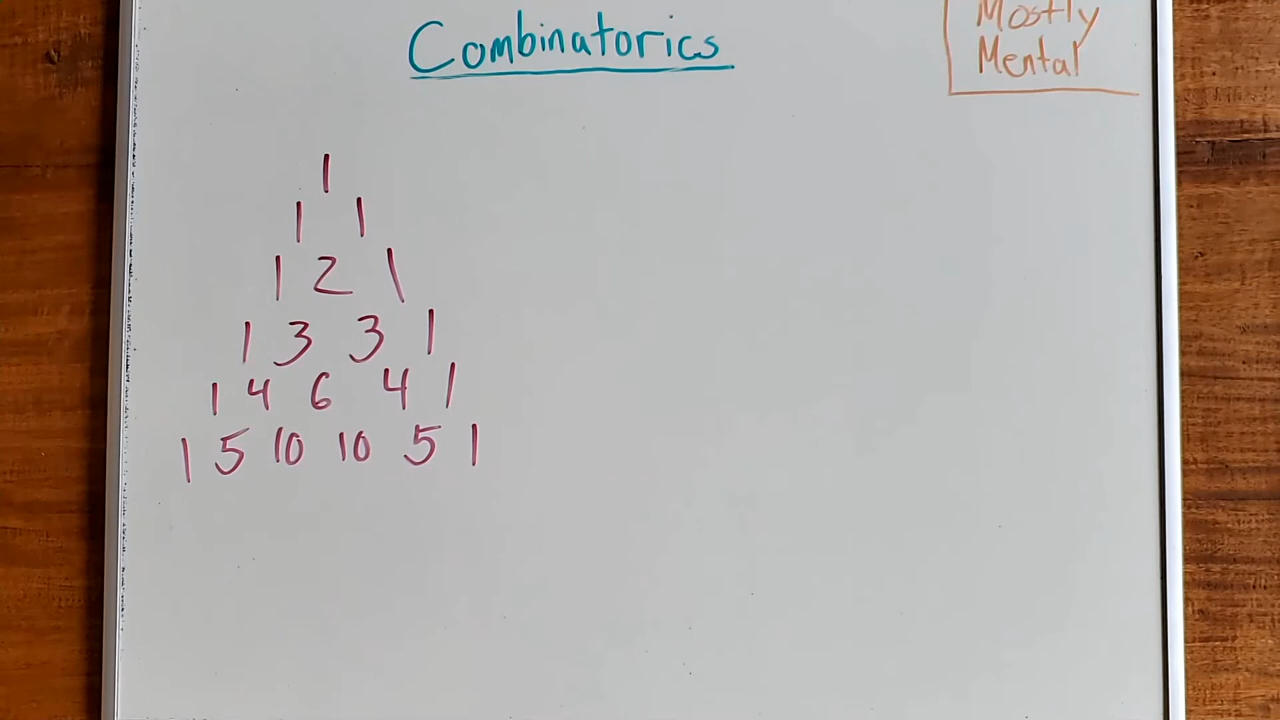 Combinatorics
Mostly
Mental
1
1 1
1 2 1
1 3 3 1
1 4 6 4 1
1 5 10 10 5 1